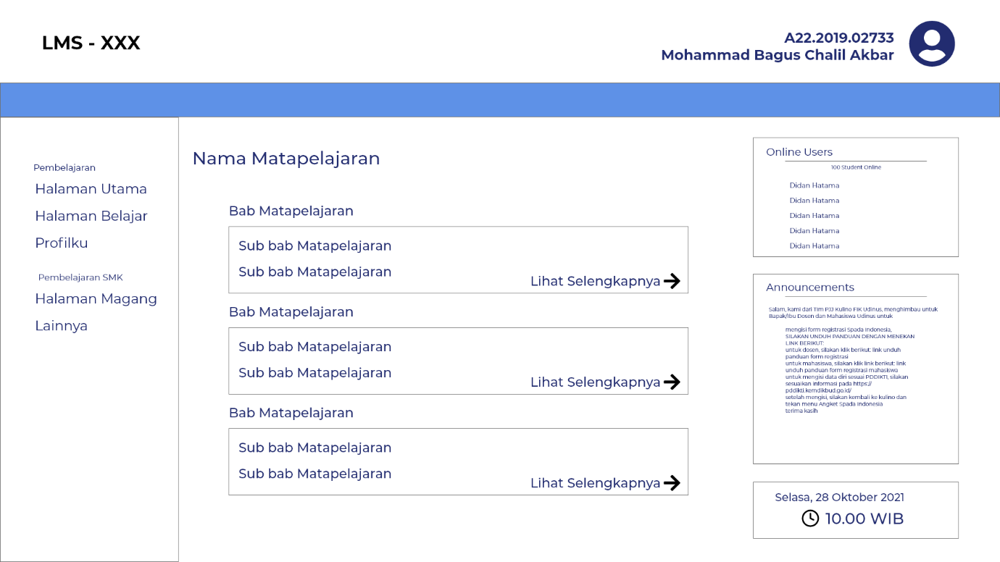 LMS - XXX
A22.2019.02733
Mohammad Bagus Chalil Akbar
Pembelajaran
Halaman Utama
Halaman Belajar
Profilku
Pembelajaran SMK
Halaman Magang
Lainnya
Nama Matapelajaran
Bab Matapelajaran
Sub bab Matapelajaran
Sub bab Matapelajaran
Lihat Selengkapnya
Bab Matapelajaran
Sub bab Matapelajaran
Sub bab Matapelajaran
Lihat Selengkapnya
Bab Matapelajaran
Sub bab Matapelajaran
Sub bab Matapelajaran
Lihat Selengkapnya
Online Users
100 Student Online
Didan Hatama
Didan Hatama
Didan Hatama
Didan Hatama
Didan Hatama
Announcements
Salam, kami dari Tim PJJ Kulino FIK Udinus, menghimbau untuk
Bapak/Ibu Dosen dan Mahasiswa Udinus untuk
mengisi form registrasi Spada Indonesia,
SILAKAN UNDUH PANDUAN DENGAN MENEKAN
LINK BERIKUT:
untuk dosen, silakan klik berikut: link unduh
panduan form registrasi
untuk mahasiswa, silakan klik link berikut: link
unduh panduan form registrasi mahasiswa
untuk mengisi data diri sesuai PDDIKTI, silakan
sesuaikan informasi pada https://
pddikti.kemdikbud.go.id/
setelah mengisi, silakan kembali ke kulino dan
tekan menu Angket Spada Indonesia
terima kasih
Selasa, 28 Oktober 2021
10.00 WIB